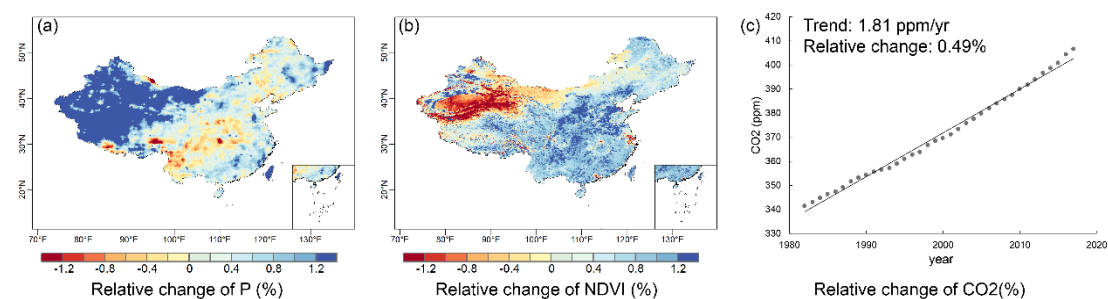 (a)
50°N
40°N
30°N
20°N
70°E 80°E 90°E 100°E 110°E 120°E 130°E
-1.2 -0.8 -0.4 0 0.4 0.8 1.2
Relative change of P (%)
(b)
50°N
40°N
30°N
20°N
70°E 80°E 90°E 100°E 110°E 120°E 130°E
-1.2 -0.8 -0.4 0 0.4 0.8 1.2
Relative change of NDVI (%)
(c)
Trend: 1.81 ppm/yr
Relative change: 0.49%
CO2 (ppm)
420
410
400
390
380
370
360
350
340
330
1980 1990 2000 2010 2020
year
Relative change of CO2(%)